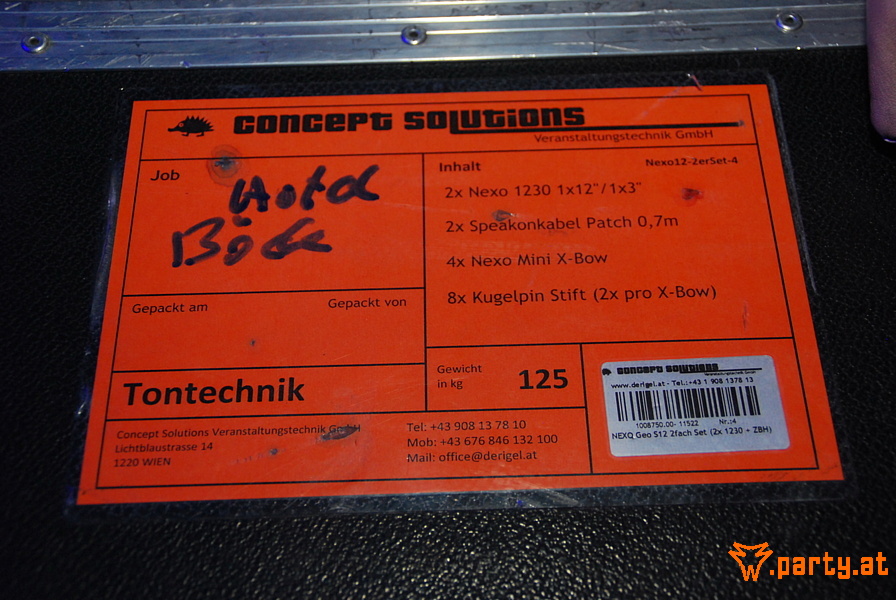 CONCEPT SOLUTIONS
Veranstaltungstechnik GmbH
Job
Hotel
Böck
Inhalt
Nexo12-2erSet-4
2x Nexo 1230 1x12"/1x3"
2x Speakonkabel Patch 0,7m
4x Nexo Mini X-Bow
8x Kugelpin Stift (2x pro X-Bow)
Gepackt am
Gepackt von
Tontechnik
Gewicht
in kg
125
CONCEPT SOLUTIONS
Veranstaltungstechnik GmbH
www.derigel.at - Tel.:+43 1 908 1378 13
1008750.00- 11522 Nr.:4
NEXO Geo S12 2fach Set (2x 1230 + ZBH)
Concept Solutions Veranstaltungstechnik GmbH
Lichtblaustrasse 14
1220 WIEN
Tel: +43 908 13 78 10
Mob: +43 676 846 132 100
Mail: office@derigel.at
W.party.at